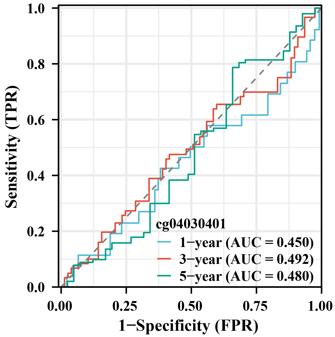 1.0
0.8
0.6
0.4
0.2
0.0
Sensitivity (TPR)
cg04030401
1−year (AUC = 0.450)
3−year (AUC = 0.492)
5−year (AUC = 0.480)
0.00 0.25 0.50 0.75 1.00
1−Specificity (FPR)